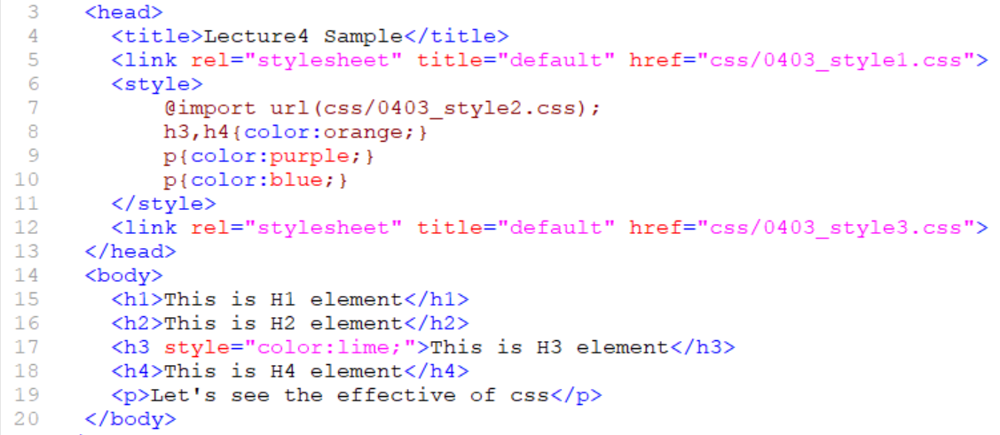 3 <head>
4 <title>Lecture4 Sample</title>
5 <link rel="stylesheet" title="default" href="css/0403_style1.css">
6 <style>
7 @import url(css/0403_style2.css);
8 h3,h4{color:orange;}
9 p{color:purple;}
10 p{color:blue;}
11 </style>
12 <link rel="stylesheet" title="default" href="css/0403_style3.css">
13 </head>
14 <body>
15 <h1>This is H1 element</h1>
16 <h2>This is H2 element</h2>
17 <h3 style="color:lime;">This is H3 element</h3>
18 <h4>This is H4 element</h4>
19 <p>Let's see the effective of css</p>
20 </body>